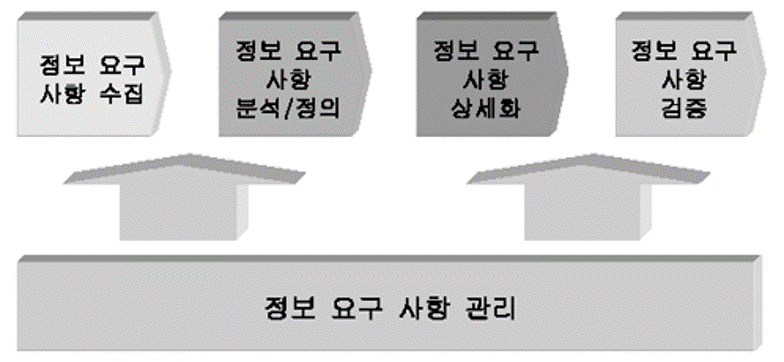 정보 요구
사항 수집
정보 요구
사항
분석/정의
정보 요구
사항
상세화
정보 요구
사항
검증
정보 요구 사항 관리